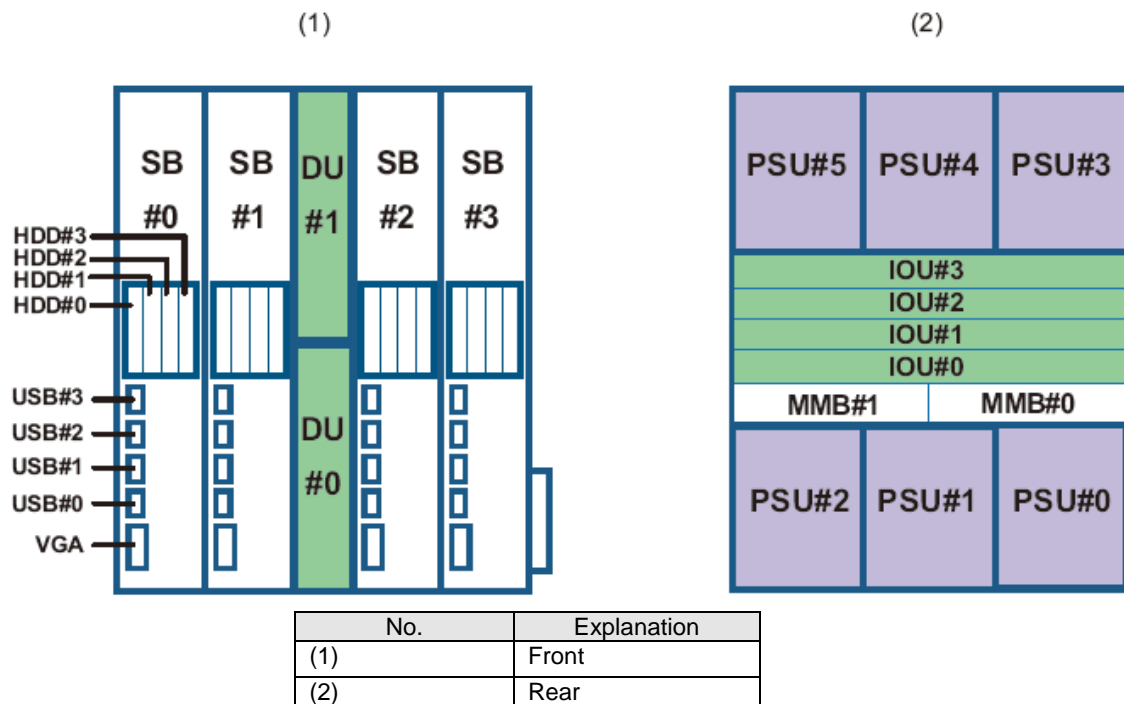 (1)
(2)
SB #0
SB #1
DU #1
SB #2
SB #3
HDD#3
HDD#2
HDD#1
HDD#0
USB#3
USB#2
USB#1
USB#0
VGA
DU #0
PSU#5 PSU#4 PSU#3
IOU#3
IOU#2
IOU#1
IOU#0
MMB#1 MMB#0
PSU#2 PSU#1 PSU#0
No. Explanation
(1) Front
(2) Rear